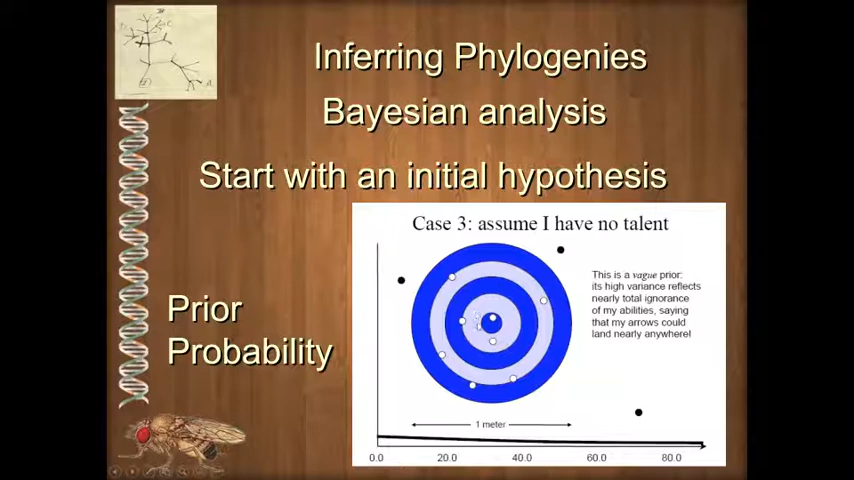 Inferring Phylogenies
Bayesian analysis
Start with an initial hypothesis
Case 3: assume I have no talent
This is a vague prior:
its high variance reflects
nearly total ignorance
of my abilities, saying
that my arrows could
land nearly anywhere!
Prior
Probability
1 meter
0.0 20.0 40.0 60.0 80.0